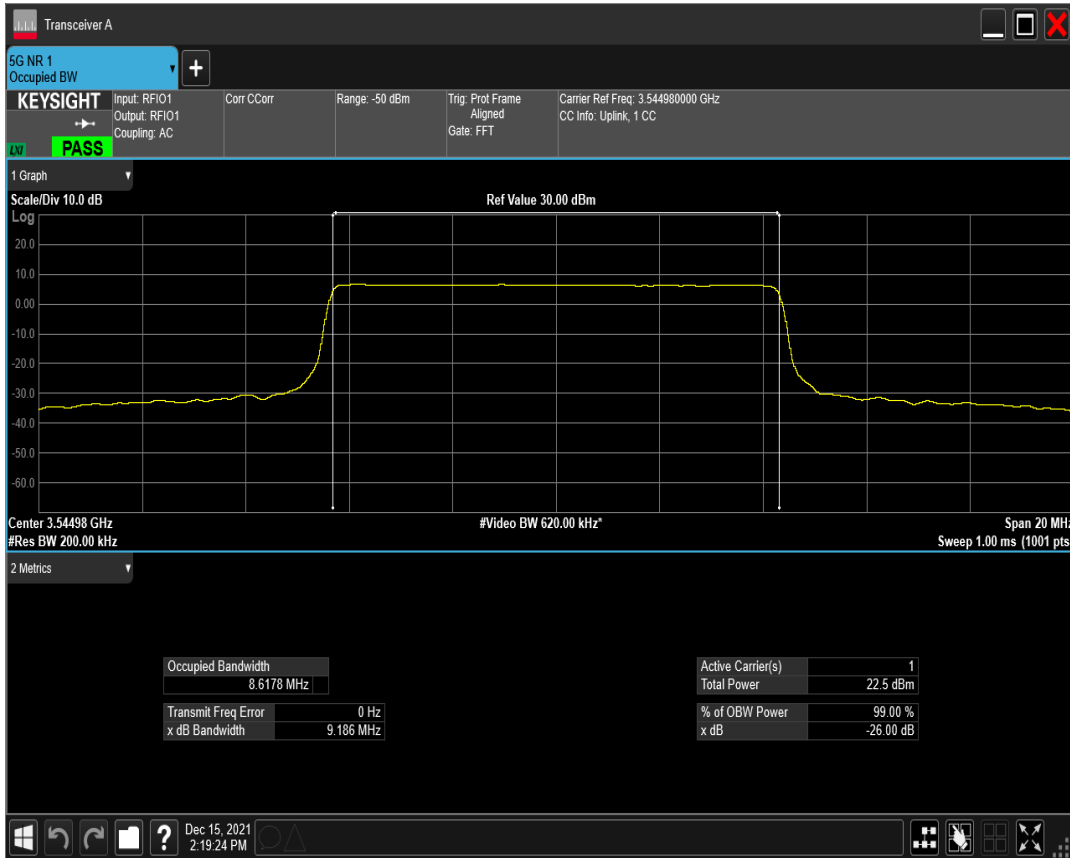 Transceiver A
5G NR 1
Occupied BW
KEYSIGHT
LXI
PASS
Input: RFIO1
Output: RFIO1
Coupling: AC
Corr CCorr
Range: -50 dBm
Trig: Prot Frame
Aligned
Gate: FFT
Carrier Ref Freq: 3.544980000 GHz
CC Info: Uplink, 1 CC
1 Graph
Scale/Div 10.0 dB
Ref Value 30.00 dBm
Log
20.0
10.0
0.00
-10.0
-20.0
-30.0
-40.0
-50.0
-60.0
Center 3.54498 GHz
#Video BW 620.00 kHz*
Span 20 MHz
#Res BW 200.00 kHz
Sweep 1.00 ms (1001 pts
2 Metrics
Occupied Bandwidth
8.6178 MHz
Transmit Freq Error 0 Hz
x dB Bandwidth 9.186 MHz
Active Carrier(s) 1
Total Power 22.5 dBm
% of OBW Power 99.00 %
x dB -26.00 dB
Dec 15, 2021
2:19:24 PM